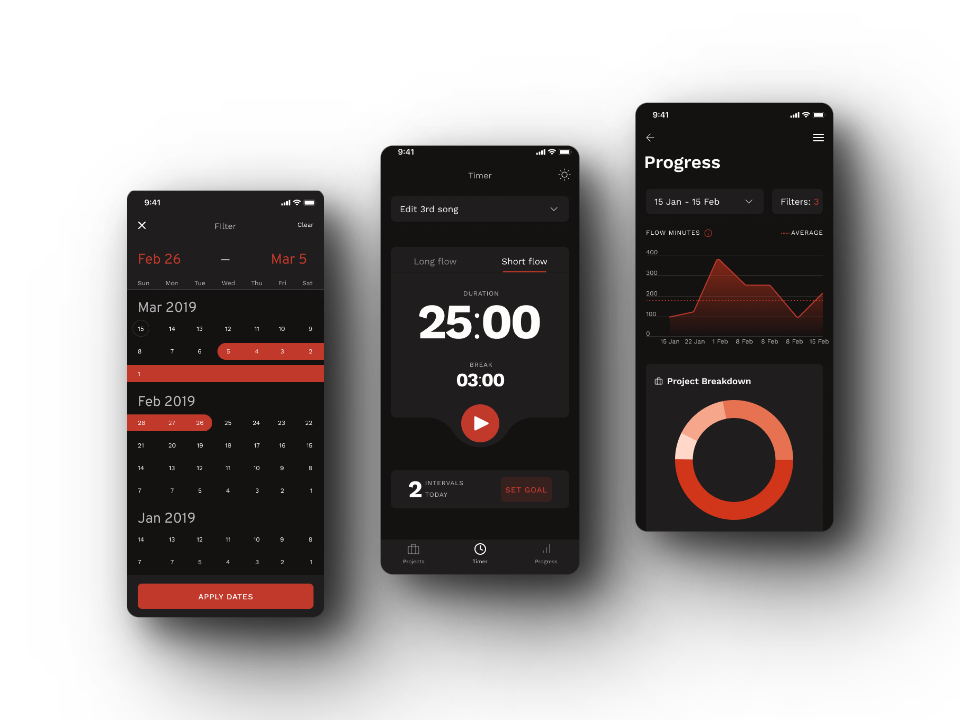 9:41
Filter
Clear
Feb 26 — Mar 5
Sun Mon Tue Wed Thu Fri Sat
Mar 2019
15 14 13 12 11 10 9
8 7 6 5 4 3 2
1
Feb 2019
28 27 26 25 24 23 22
21 20 19 18 17 16 15
14 13 12 11 10 9 8
7 7 5 4 3 2 1
Jan 2019
14 13 12 11 10 9 8
7 7 5 4 3 2 1
APPLY DATES
9:41
Timer
Edit 3rd song
Long flow Short flow
DURATION
25:00
BREAK
03:00
2 INTERVALS
TODAY
SET GOAL
Projects Timer Progress
9:41
Progress
15 Jan - 15 Feb
Filters: 3
FLOW MINUTES
AVERAGE
400
300
200
100
0
15 Jan 22 Jan 1 Feb 8 Feb 8 Feb 8 Feb 15 Feb
Project Breakdown